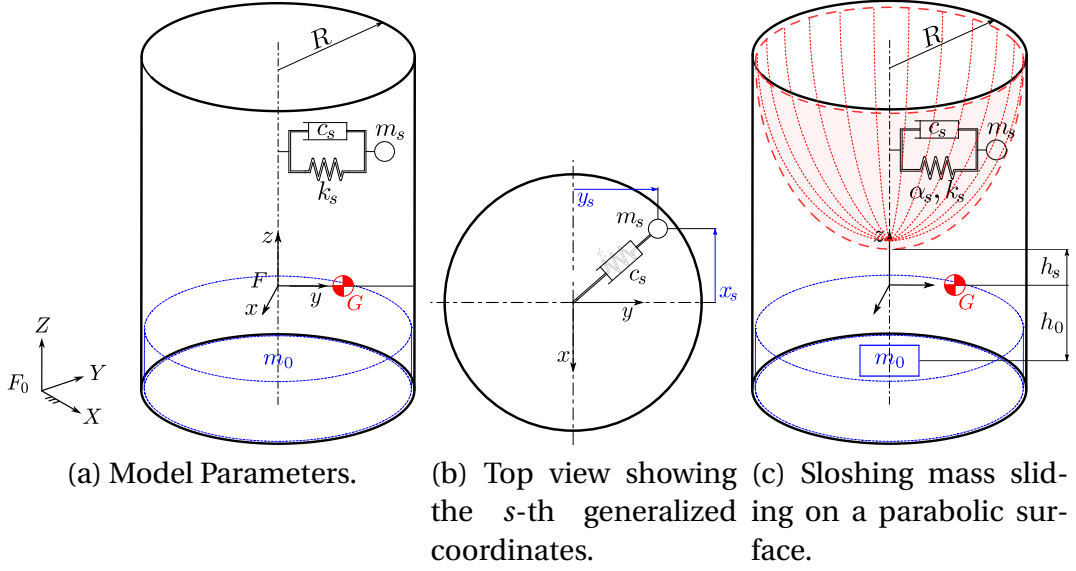 R
c_s
m_s
k_s
z
F
y
x
G
m_0
Z
F_0
Y
X
(a) Model Parameters.
y_s
m_s
c_s
x_s
y
x
(b) Top view showing
the s-th generalized
coordinates.
R
c_s
m_s
α_s, k_s
z
h_s
G
h_0
m_0
(c) Sloshing mass slid-
ing on a parabolic sur-
face.